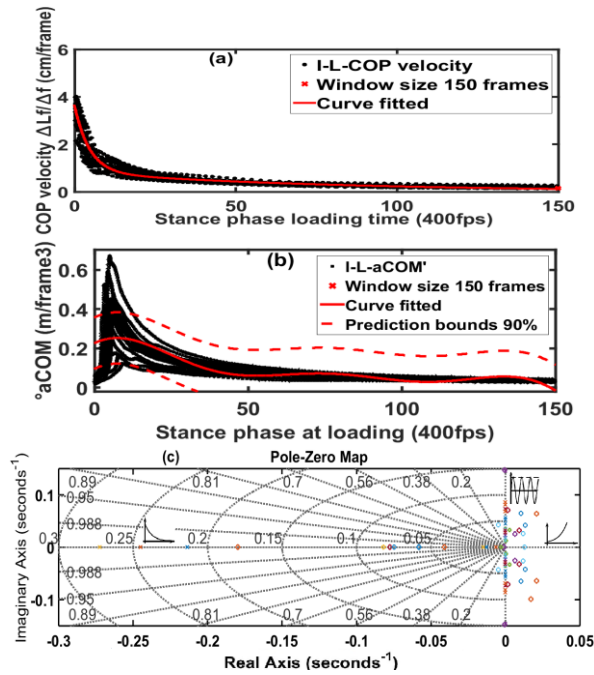 (a)
I-L-COP velocity
Window size 150 frames
Curve fitted
COP velocity ΔLf/Δf (cm/frame)
6
4
2
0
0 50 100 150
Stance phase loading time (400fps)
(b)
I-L-aCOM'
Window size 150 frames
Curve fitted
Prediction bounds 90%
°aCOM (m/frame3)
0.6
0.4
0.2
0
0 50 100 150
Stance phase at loading (400fps)
(c) Pole-Zero Map
Imaginary Axis (seconds⁻¹)
0.1
0
-0.1
0.89 0.81 0.7 0.56 0.38 0.2
0.95
0.988
0.3 0.25 0.2 0.15 0.1 0.05
0.988
0.95
0.89 0.81 0.7 0.56 0.38 0.2
-0.3 -0.25 -0.2 -0.15 -0.1 -0.05 0 0.05
Real Axis (seconds⁻¹)